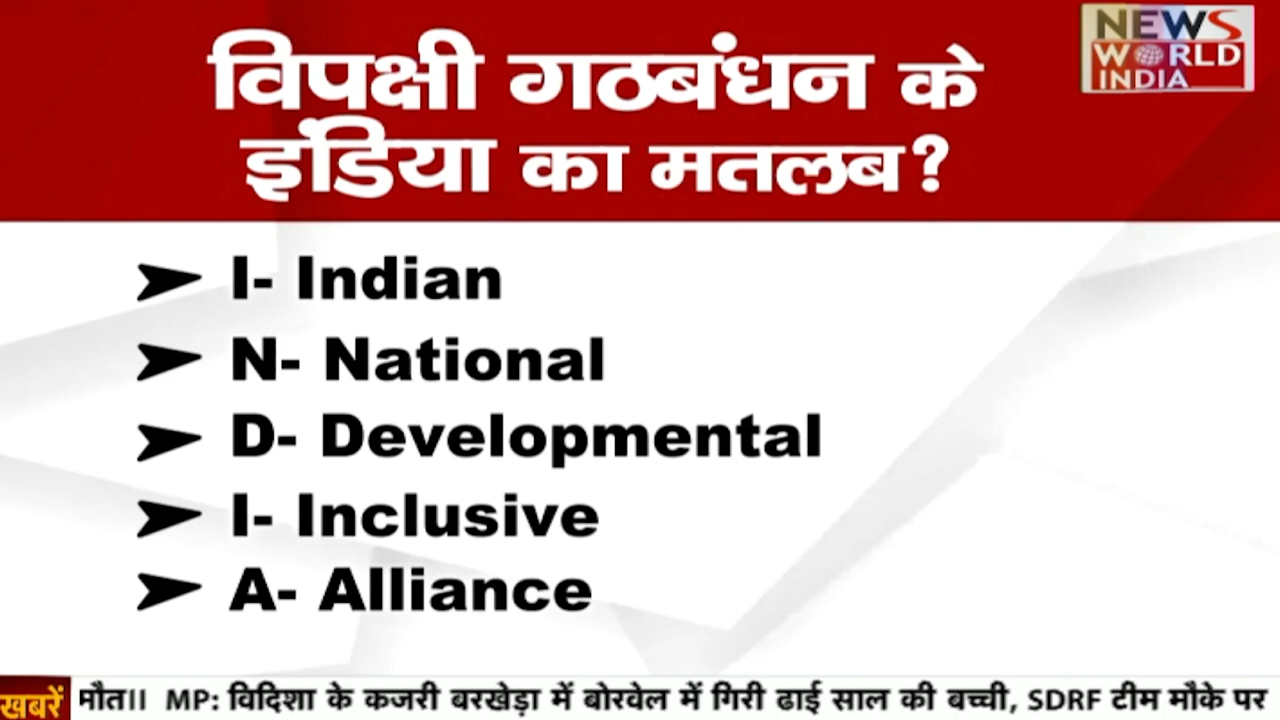 विपक्षी गठबंधन के
इंडिया का मतलब?
NEWS
WORLD
INDIA
I- Indian
N- National
D- Developmental
I- Inclusive
A- Alliance
खबरें
मौत॥ MP: विदिशा के कजरी बरखेड़ा में बोरवेल में गिरी ढाई साल की बच्ची, SDRF टीम मौके पर